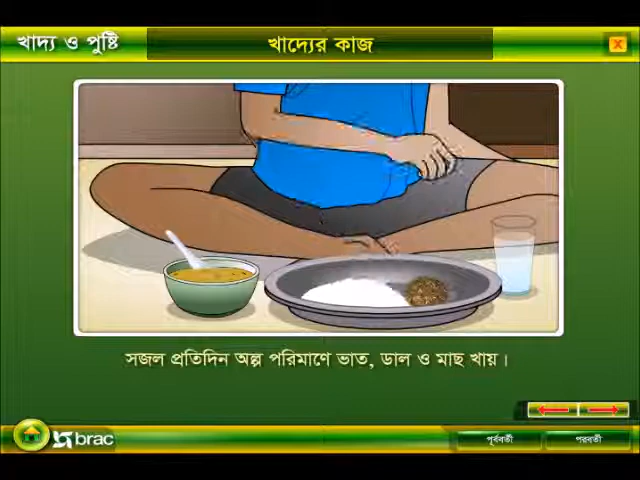 খাদ্য ও পুষ্টি
খাদ্যের কাজ
X
সজল প্রতিদিন অল্প পরিমাণে ভাত, ডাল ও মাছ খায়।
brac
পূর্ববর্তী
পরবর্তী